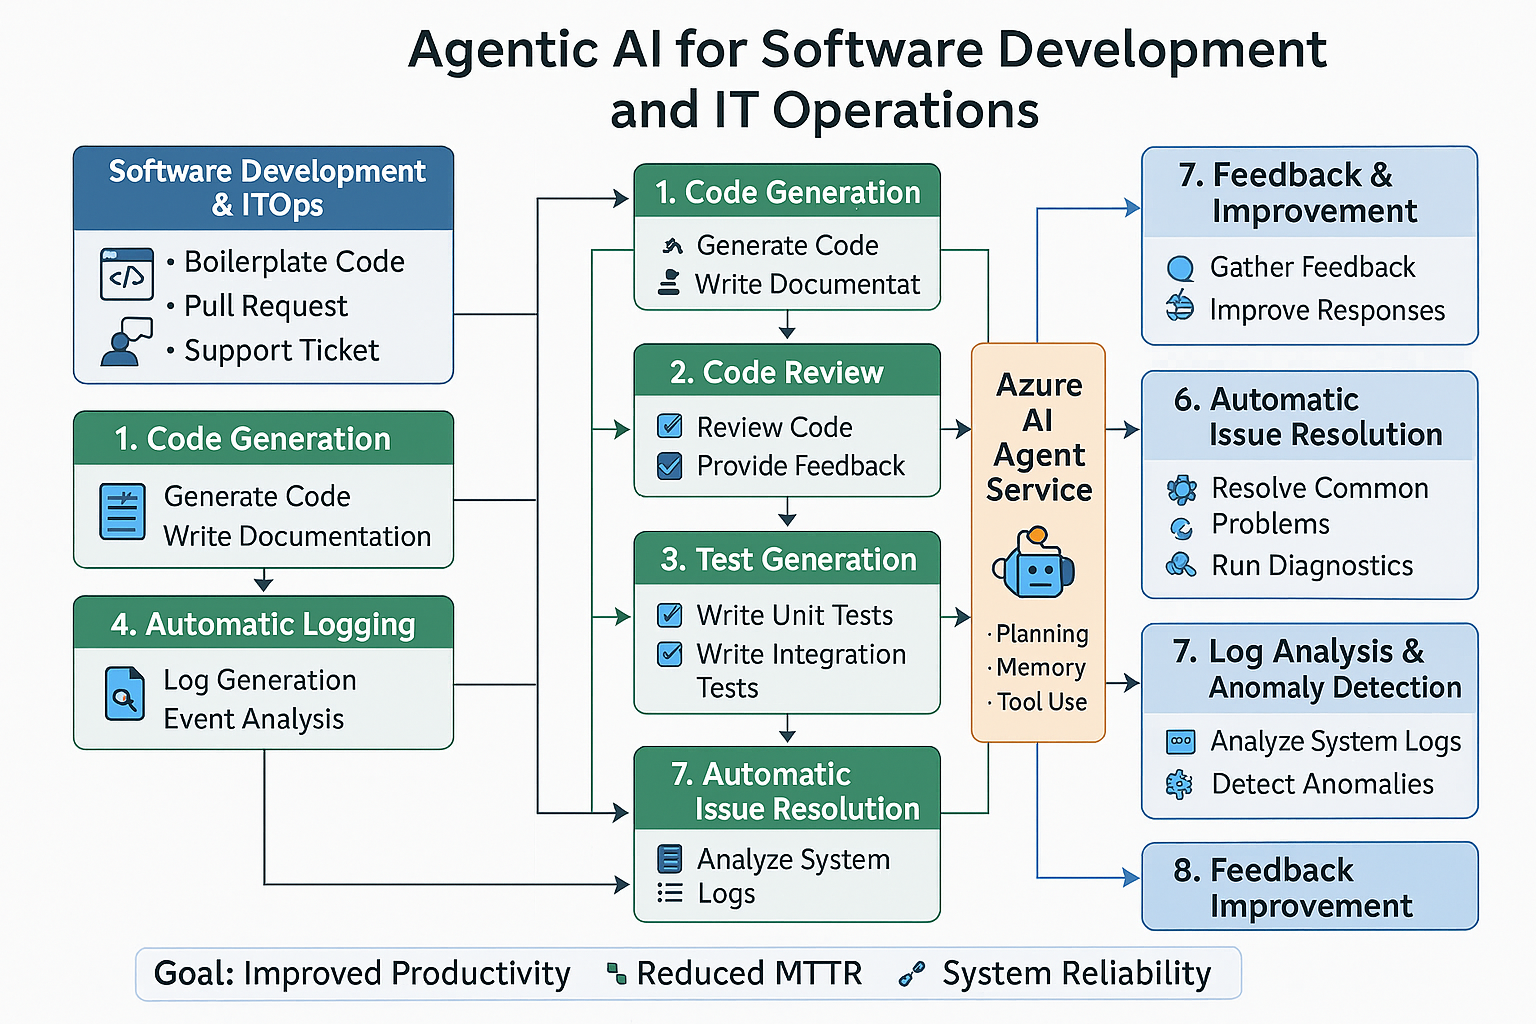 Agentic AI for Software Development
and IT Operations
Software Development
& ITOps
</>
• Boilerplate Code
• Pull Request
• Support Ticket
1. Code Generation
Generate Code
Write Documentation
4. Automatic Logging
Log Generation
Event Analysis
1. Code Generation
Generate Code
Write Documentat
2. Code Review
Review Code
Provide Feedback
3. Test Generation
Write Unit Tests
Write Integration
Tests
7. Automatic
Issue Resolution
Analyze System
Logs
Azure
AI
Agent
Service
· Planning
· Memory
· Tool Use
7. Feedback &
Improvement
Gather Feedback
Improve Responses
6. Automatic
Issue Resolution
Resolve Common
Problems
Run Diagnostics
7. Log Analysis &
Anomaly Detection
Analyze System Logs
Detect Anomalies
8. Feedback
Improvement
Goal: Improved Productivity Reduced MTTR System Reliability